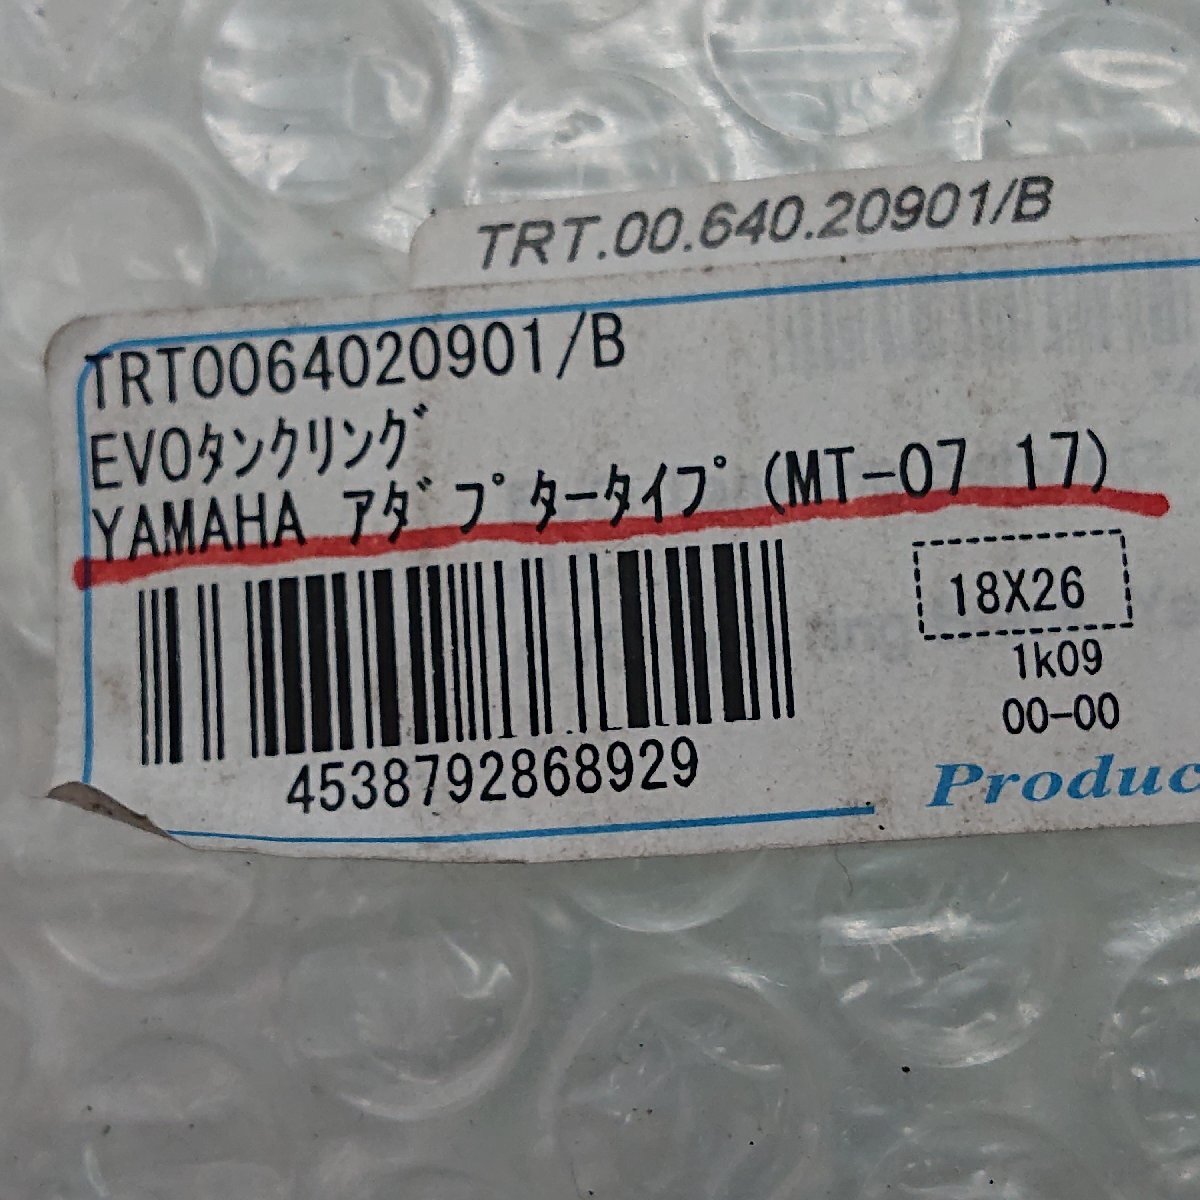 TRT.00.640.20901/B
TRT0064020901/B
EVOﾀﾝｸﾘﾝｸﾞ
YAMAHA ｱﾀﾞﾌﾟﾀｰﾀｲﾌﾟ(MT-07 17)
18X26
1k09
00-00
4538792868929
Produc